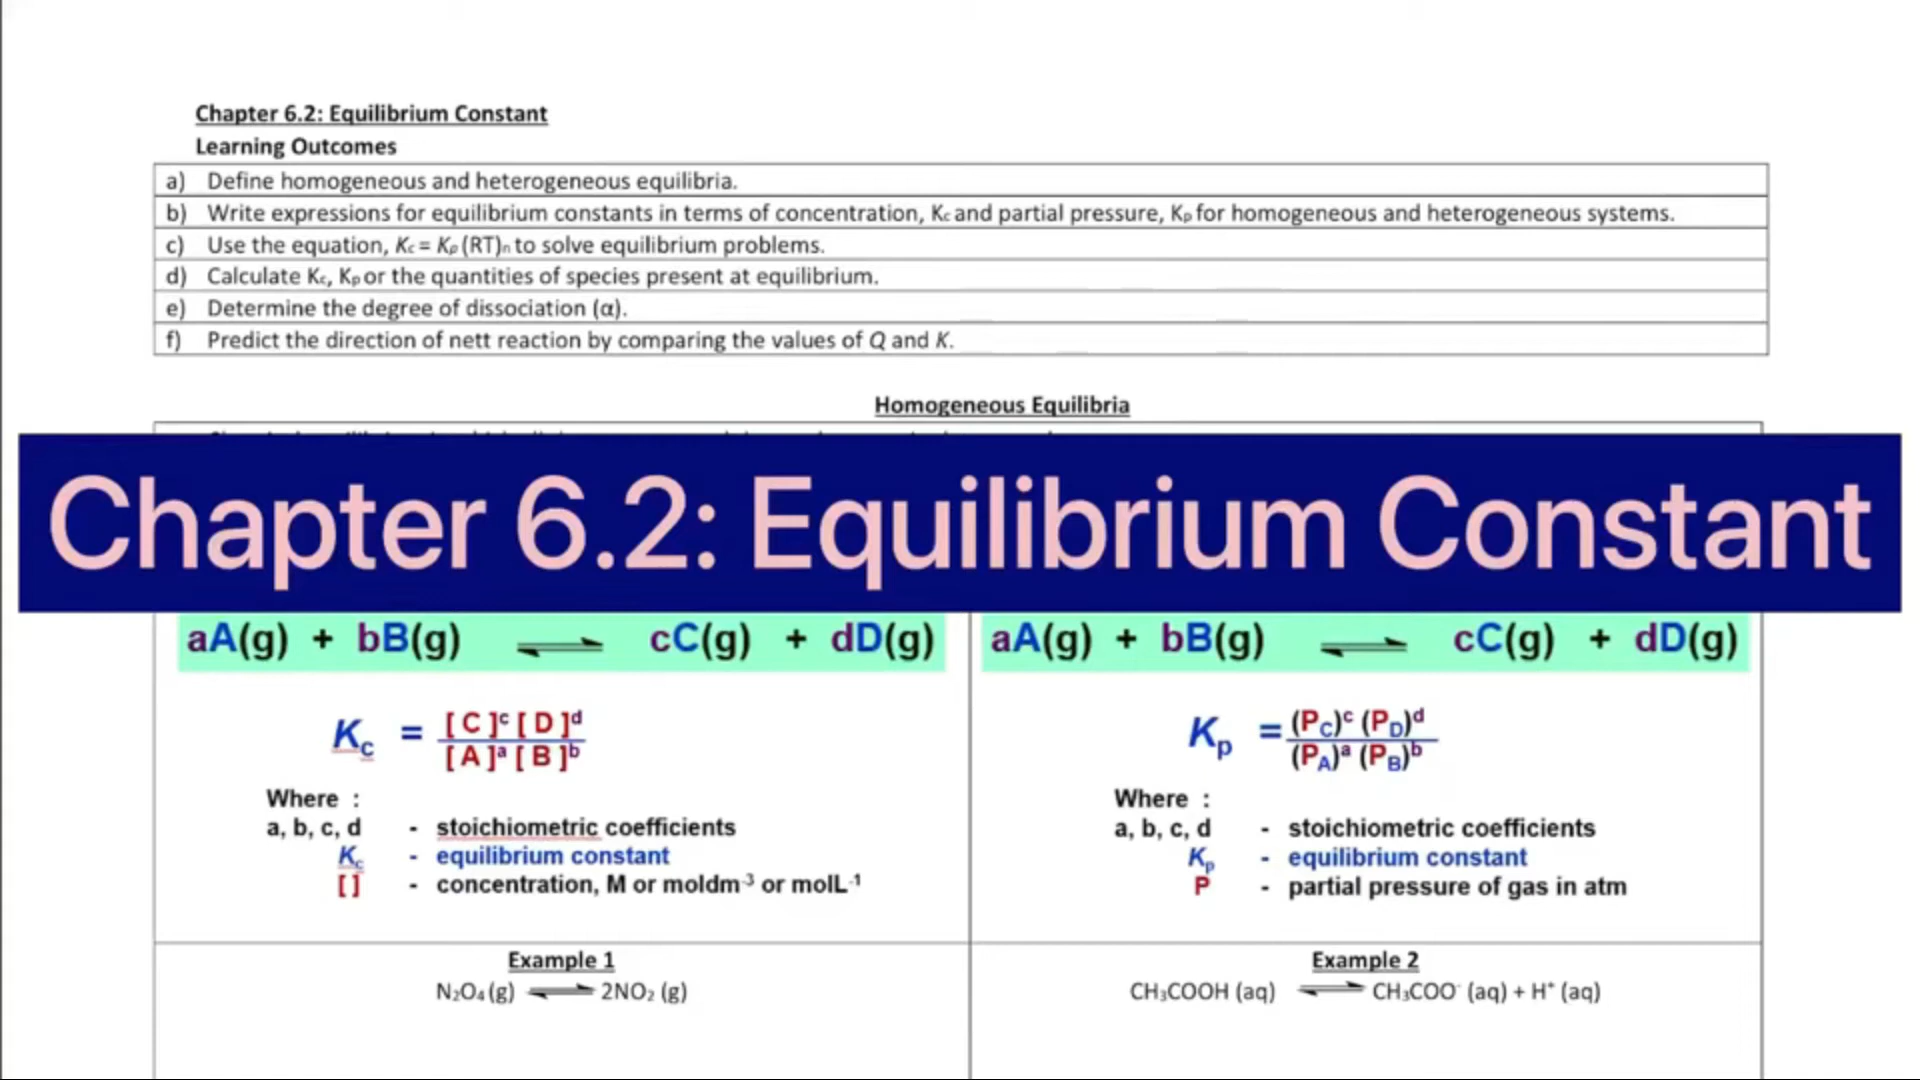 Chapter 6.2: Equilibrium Constant
Learning Outcomes
a) Define homogeneous and heterogeneous equilibria.
b) Write expressions for equilibrium constants in terms of concentration, Kc and partial pressure, Kp for homogeneous and heterogeneous systems.
c) Use the equation, Kc = Kp (RT)n to solve equilibrium problems.
d) Calculate Kc, Kp or the quantities of species present at equilibrium.
e) Determine the degree of dissociation (α).
f) Predict the direction of nett reaction by comparing the values of Q and K.
Homogeneous Equilibria
Chapter 6.2: Equilibrium Constant
aA(g) + bB(g) ⇌ cC(g) + dD(g)
Kc = [ C ]ᶜ [ D ]ᵈ / [ A ]ᵃ [ B ]ᵇ
Where :
a, b, c, d - stoichiometric coefficients
Kc - equilibrium constant
[ ] - concentration, M or moldm⁻³ or molL⁻¹
aA(g) + bB(g) ⇌ cC(g) + dD(g)
Kp = (PC)ᶜ (PD)ᵈ / (PA)ᵃ (PB)ᵇ
Where :
a, b, c, d - stoichiometric coefficients
Kp - equilibrium constant
P - partial pressure of gas in atm
Example 1
N₂O₄ (g) ⇌ 2NO₂ (g)
Example 2
CH₃COOH (aq) ⇌ CH₃COO⁻ (aq) + H⁺ (aq)